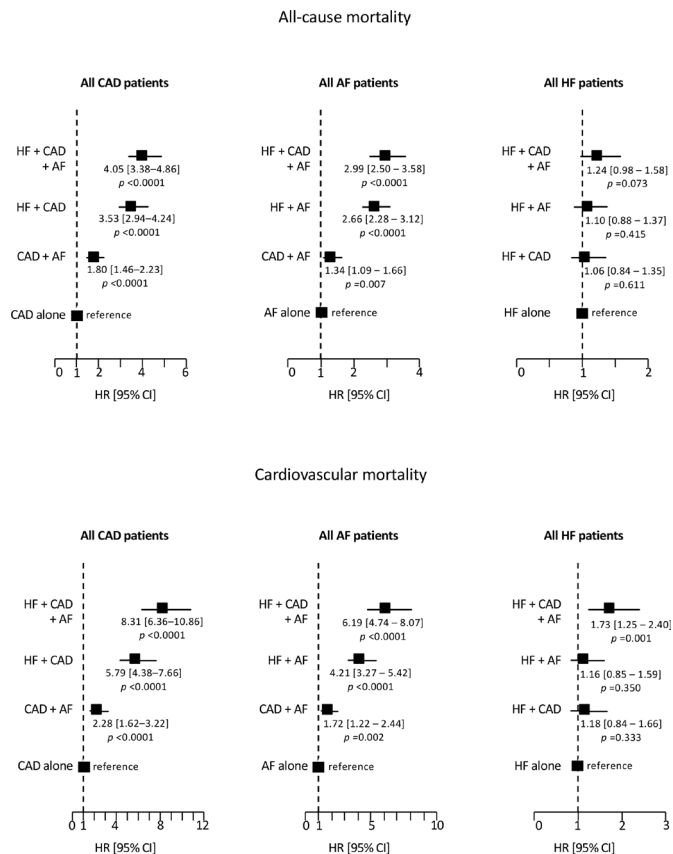 All-cause mortality
All CAD patients
HF + CAD
+ AF
4.05 [3.38–4.86]
p <0.0001
HF + CAD
3.53 [2.94–4.24]
p <0.0001
CAD + AF
1.80 [1.46–2.23]
p <0.0001
CAD alone
reference
0 1 2 4 6
HR [95% CI]
All AF patients
HF + CAD
+ AF
2.99 [2.50 – 3.58]
p <0.0001
HF + AF
2.66 [2.28 – 3.12]
p <0.0001
CAD + AF
1.34 [1.09 – 1.66]
p =0.007
AF alone
reference
0 1 2 4
HR [95% CI]
All HF patients
HF + CAD
+ AF
1.24 [0.98 – 1.58]
p =0.073
HF + AF
1.10 [0.88 – 1.37]
p =0.415
HF + CAD
1.06 [0.84 – 1.35]
p =0.611
HF alone
reference
0 1 2
HR [95% CI]
Cardiovascular mortality
All CAD patients
HF + CAD
+ AF
8.31 [6.36–10.86]
p <0.0001
HF + CAD
5.79 [4.38–7.66]
p <0.0001
CAD + AF
2.28 [1.62–3.22]
p <0.0001
CAD alone
reference
0 1 4 8 12
HR [95% CI]
All AF patients
HF + CAD
+ AF
6.19 [4.74 – 8.07]
p <0.0001
HF + AF
4.21 [3.27 – 5.42]
p <0.0001
CAD + AF
1.72 [1.22 – 2.44]
p =0.002
AF alone
reference
0 1 5 10
HR [95% CI]
All HF patients
HF + CAD
+ AF
1.73 [1.25 – 2.40]
p =0.001
HF + AF
1.16 [0.85 – 1.59]
p =0.350
HF + CAD
1.18 [0.84 – 1.66]
p =0.333
HF alone
reference
0 1 2 3
HR [95% CI]